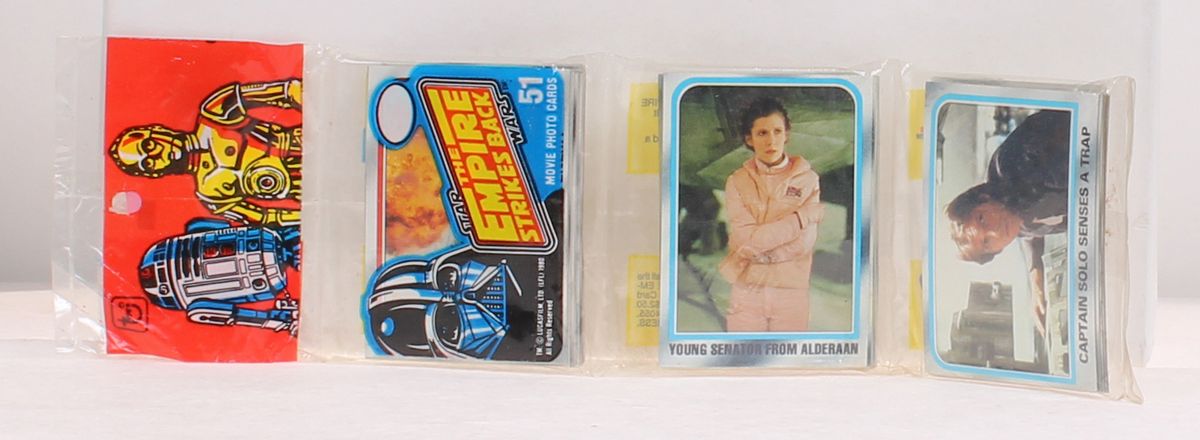 STAR WARS
THE
EMPIRE
STRIKES BACK
51
MOVIE PHOTO CARDS
TM: © LUCASFILM, LTD. (LFL) 1980
All Rights Reserved
YOUNG SENATOR FROM ALDERAAN
CAPTAIN SOLO SENSES A TRAP